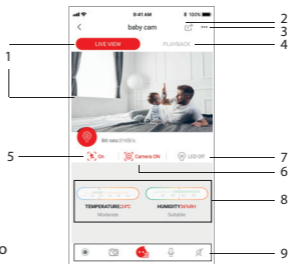 9:41 AM
100%
baby cam
2
3
LIVE VIEW
PLAYBACK
4
1
5
On
Camera ON
LED Off
7
6
8
TEMPERATURE
HUMIDITY
Moderate
Suitable
9
o